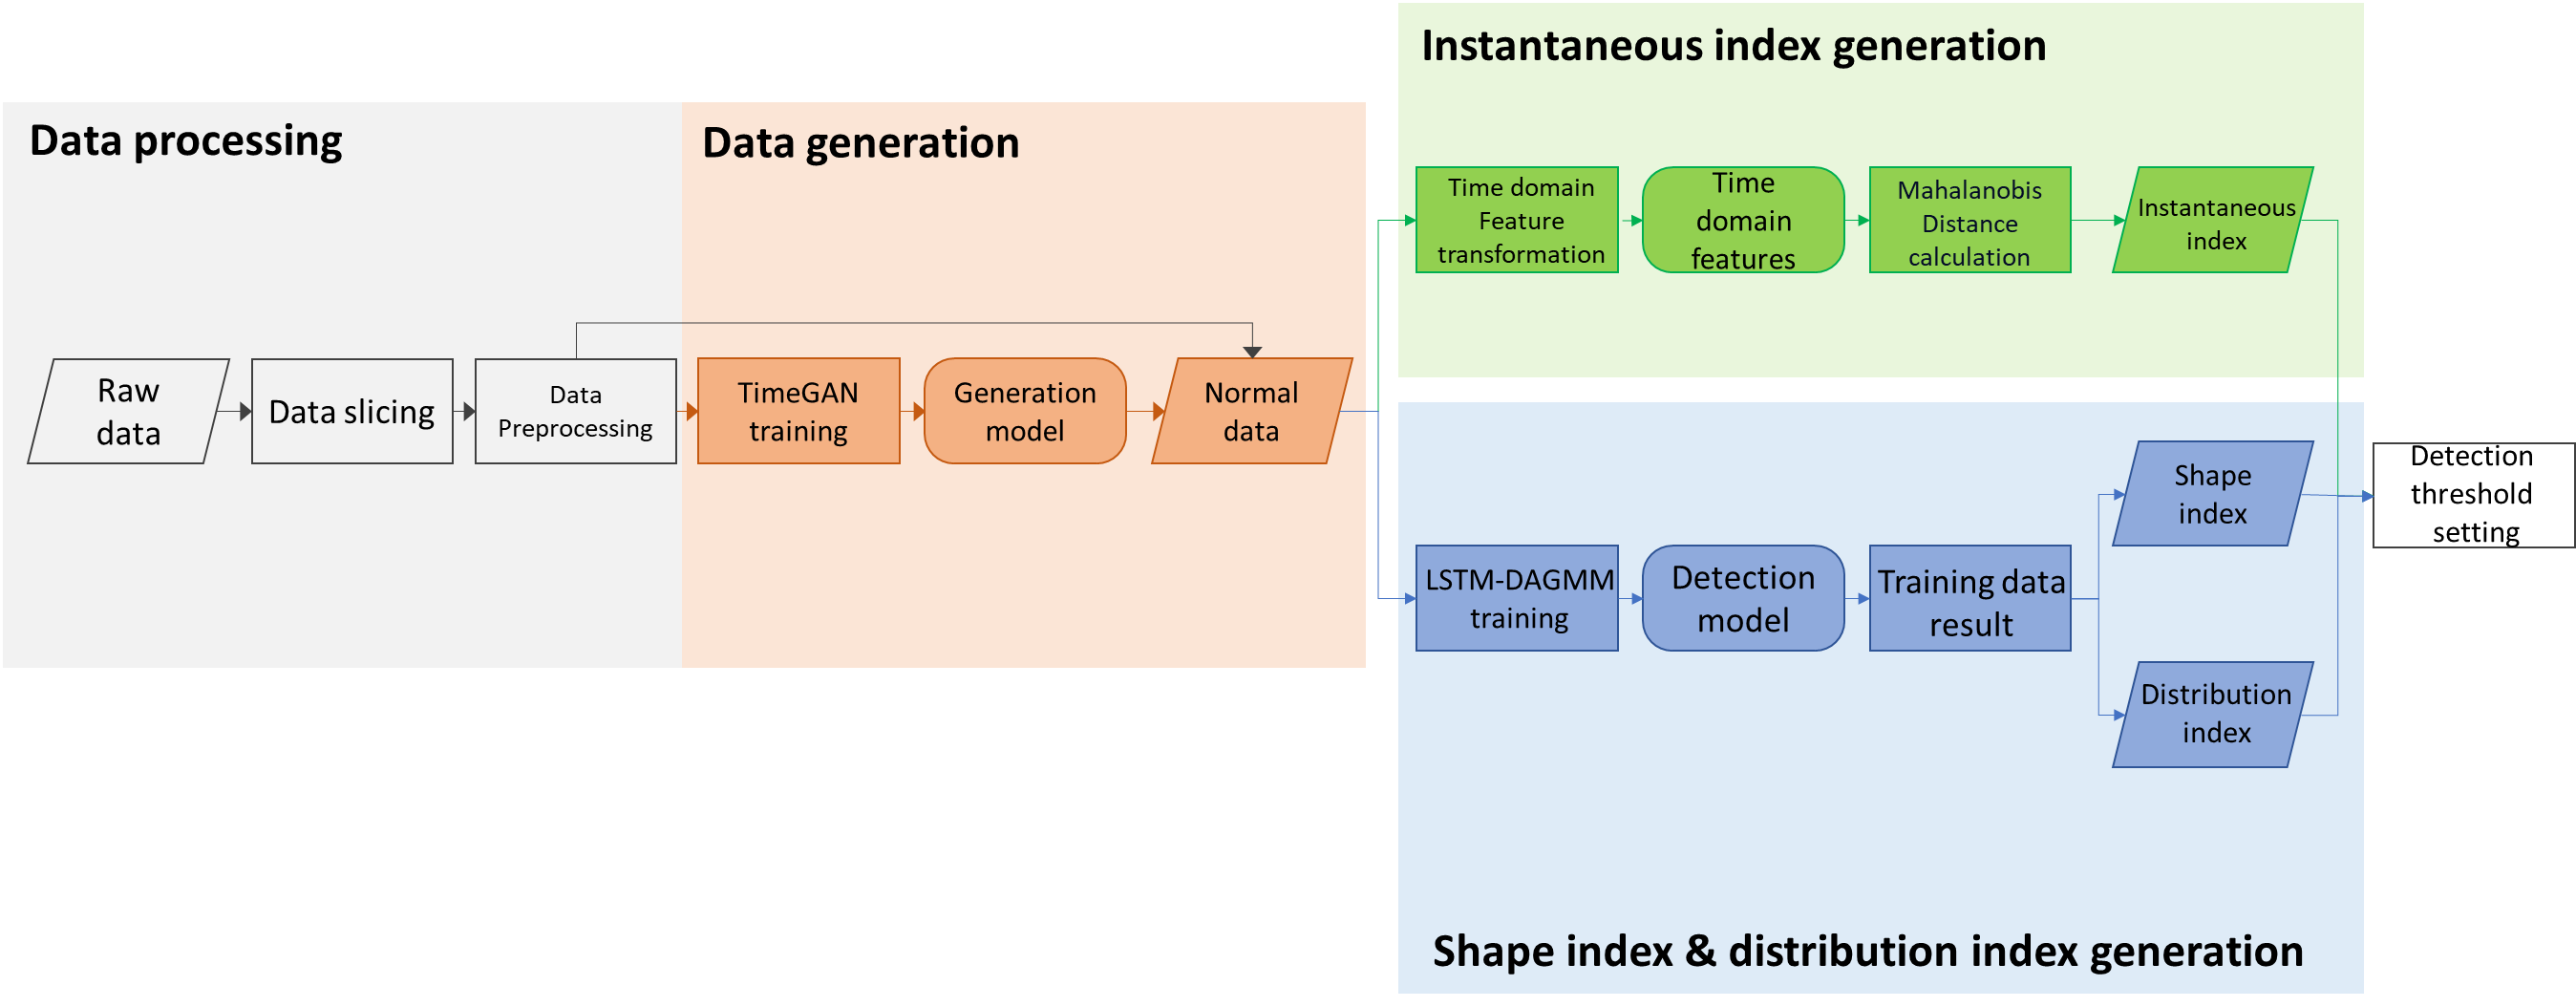 Data processing
Raw
data
Data slicing
Data
Preprocessing
Data generation
TimeGAN
training
Generation
model
Normal
data
Instantaneous index generation
Time domain
Feature
transformation
Time
domain
features
Mahalanobis
Distance
calculation
Instantaneous
index
LSTM-DAGMM
training
Detection
model
Training data
result
Shape
index
Distribution
index
Shape index & distribution index generation
Detection
threshold
setting